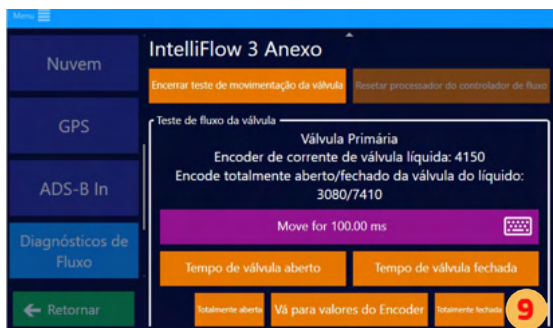 Menu
IntelliFlow 3 Anexo
Nuvem
Encerrar teste de movimentação da válvula
Resetar processador do controlador de fluxo
GPS
Teste de fluxo da válvula
Válvula Primária
Encoder de corrente de válvula líquida: 4150
Encode totalmente aberto/fechado da válvula do líquido:
3080/7410
ADS-B In
Move for 100.00 ms
Diagnósticos de
Fluxo
Tempo de válvula aberto
Tempo de válvula fechada
Retornar
Totalmente aberta
Vá para valores do Encoder
Totalmente fechada
9